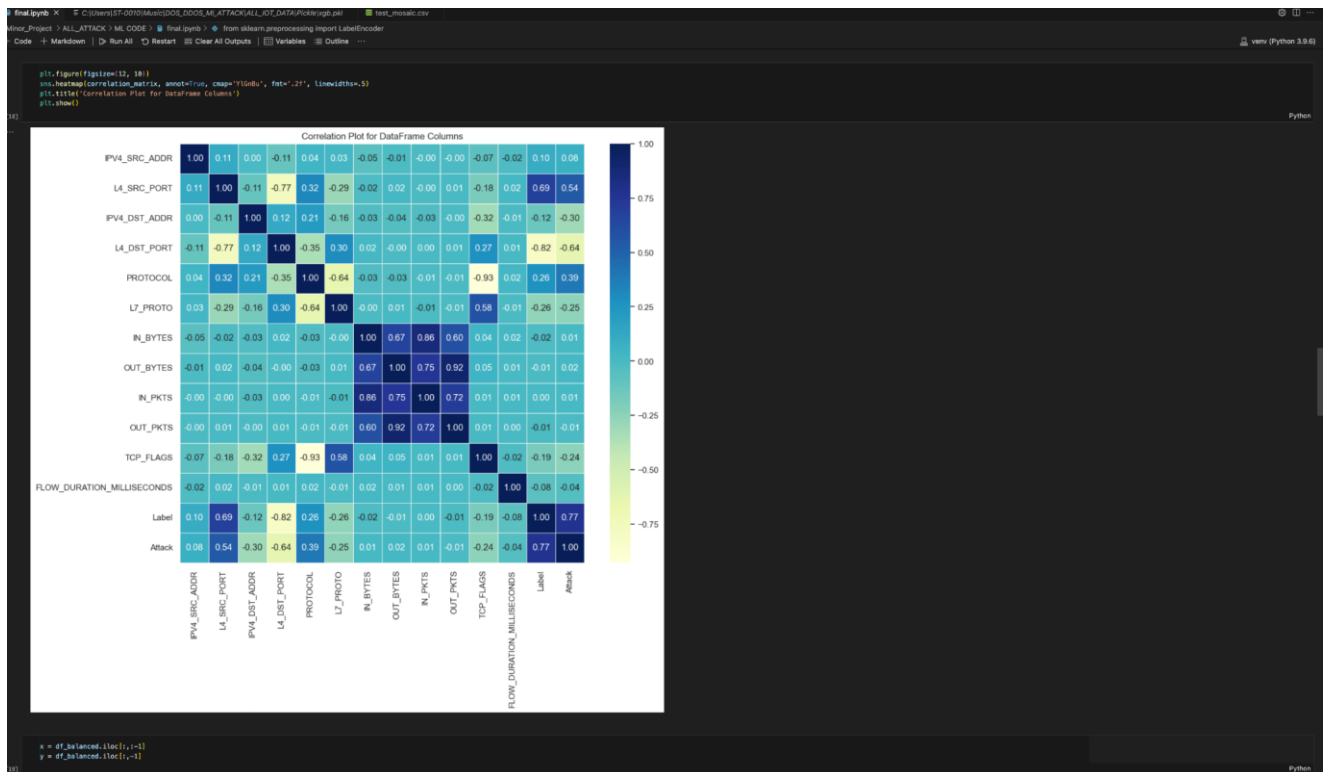 final.ipynb × C:\Users\ST-0010\Music\DOS_DDOS_MI_ATTACK\ALL_IOT_DATA\Pickle\xgb.pkl test_mosaic.csv
Minor_Project > ALL_ATTACK > ML CODE > final.ipynb > from sklearn.preprocessing import LabelEncoder
Code + Markdown | Run All Restart Clear All Outputs | Variables Outline ... venv (Python 3.9.6)
plt.figure(figsize=(12, 10))
sns.heatmap(correlation_matrix, annot=True, cmap='YlGnBu', fmt=".2f", linewidths=.5)
plt.title('Correlation Plot for DataFrame Columns')
plt.show()
Python
Correlation Plot for DataFrame Columns
IPV4_SRC_ADDR 1.00 0.11 0.00 -0.11 0.04 0.03 -0.05 -0.01 -0.00 -0.00 -0.07 -0.02 0.10 0.08
L4_SRC_PORT 0.11 1.00 -0.11 -0.77 0.32 -0.29 -0.02 0.02 -0.00 0.01 -0.18 0.02 0.69 0.54
IPV4_DST_ADDR 0.00 -0.11 1.00 0.12 0.21 -0.16 -0.03 -0.04 -0.03 -0.00 -0.32 -0.01 -0.12 -0.30
L4_DST_PORT -0.11 -0.77 0.12 1.00 -0.35 0.30 0.02 -0.00 0.00 0.01 0.27 0.01 -0.82 -0.64
PROTOCOL 0.04 0.32 0.21 -0.35 1.00 -0.64 -0.03 -0.03 -0.01 -0.01 -0.93 0.02 0.26 0.39
L7_PROTO 0.03 -0.29 -0.16 0.30 -0.64 1.00 -0.00 0.01 -0.01 -0.01 0.58 -0.01 -0.26 -0.25
IN_BYTES -0.05 -0.02 -0.03 0.02 -0.03 -0.00 1.00 0.67 0.86 0.60 0.04 0.02 -0.02 0.01
OUT_BYTES -0.01 0.02 -0.04 -0.00 -0.03 0.01 0.67 1.00 0.75 0.92 0.05 0.01 -0.01 0.02
IN_PKTS -0.00 -0.00 -0.03 0.00 -0.01 -0.01 0.86 0.75 1.00 0.72 0.01 0.01 0.00 0.01
OUT_PKTS -0.00 0.01 -0.00 0.01 -0.01 -0.01 0.60 0.92 0.72 1.00 0.01 0.00 -0.01 -0.01
TCP_FLAGS -0.07 -0.18 -0.32 0.27 -0.93 0.58 0.04 0.05 0.01 0.01 1.00 -0.02 -0.19 -0.24
FLOW_DURATION_MILLISECONDS -0.02 0.02 -0.01 0.01 0.02 -0.01 0.02 0.01 0.01 0.00 -0.02 1.00 -0.08 -0.04
Label 0.10 0.69 -0.12 -0.82 0.26 -0.26 -0.02 -0.01 0.00 -0.01 -0.19 -0.08 1.00 0.77
Attack 0.08 0.54 -0.30 -0.64 0.39 -0.25 0.01 0.02 0.01 -0.01 -0.24 -0.04 0.77 1.00
IPV4_SRC_ADDR L4_SRC_PORT IPV4_DST_ADDR L4_DST_PORT PROTOCOL L7_PROTO IN_BYTES OUT_BYTES IN_PKTS OUT_PKTS TCP_FLAGS FLOW_DURATION_MILLISECONDS Label Attack
1.00
0.75
0.50
0.25
0.00
-0.25
-0.50
-0.75
x = df_balanced.iloc[:,:-1]
y = df_balanced.iloc[:,-1]
Python